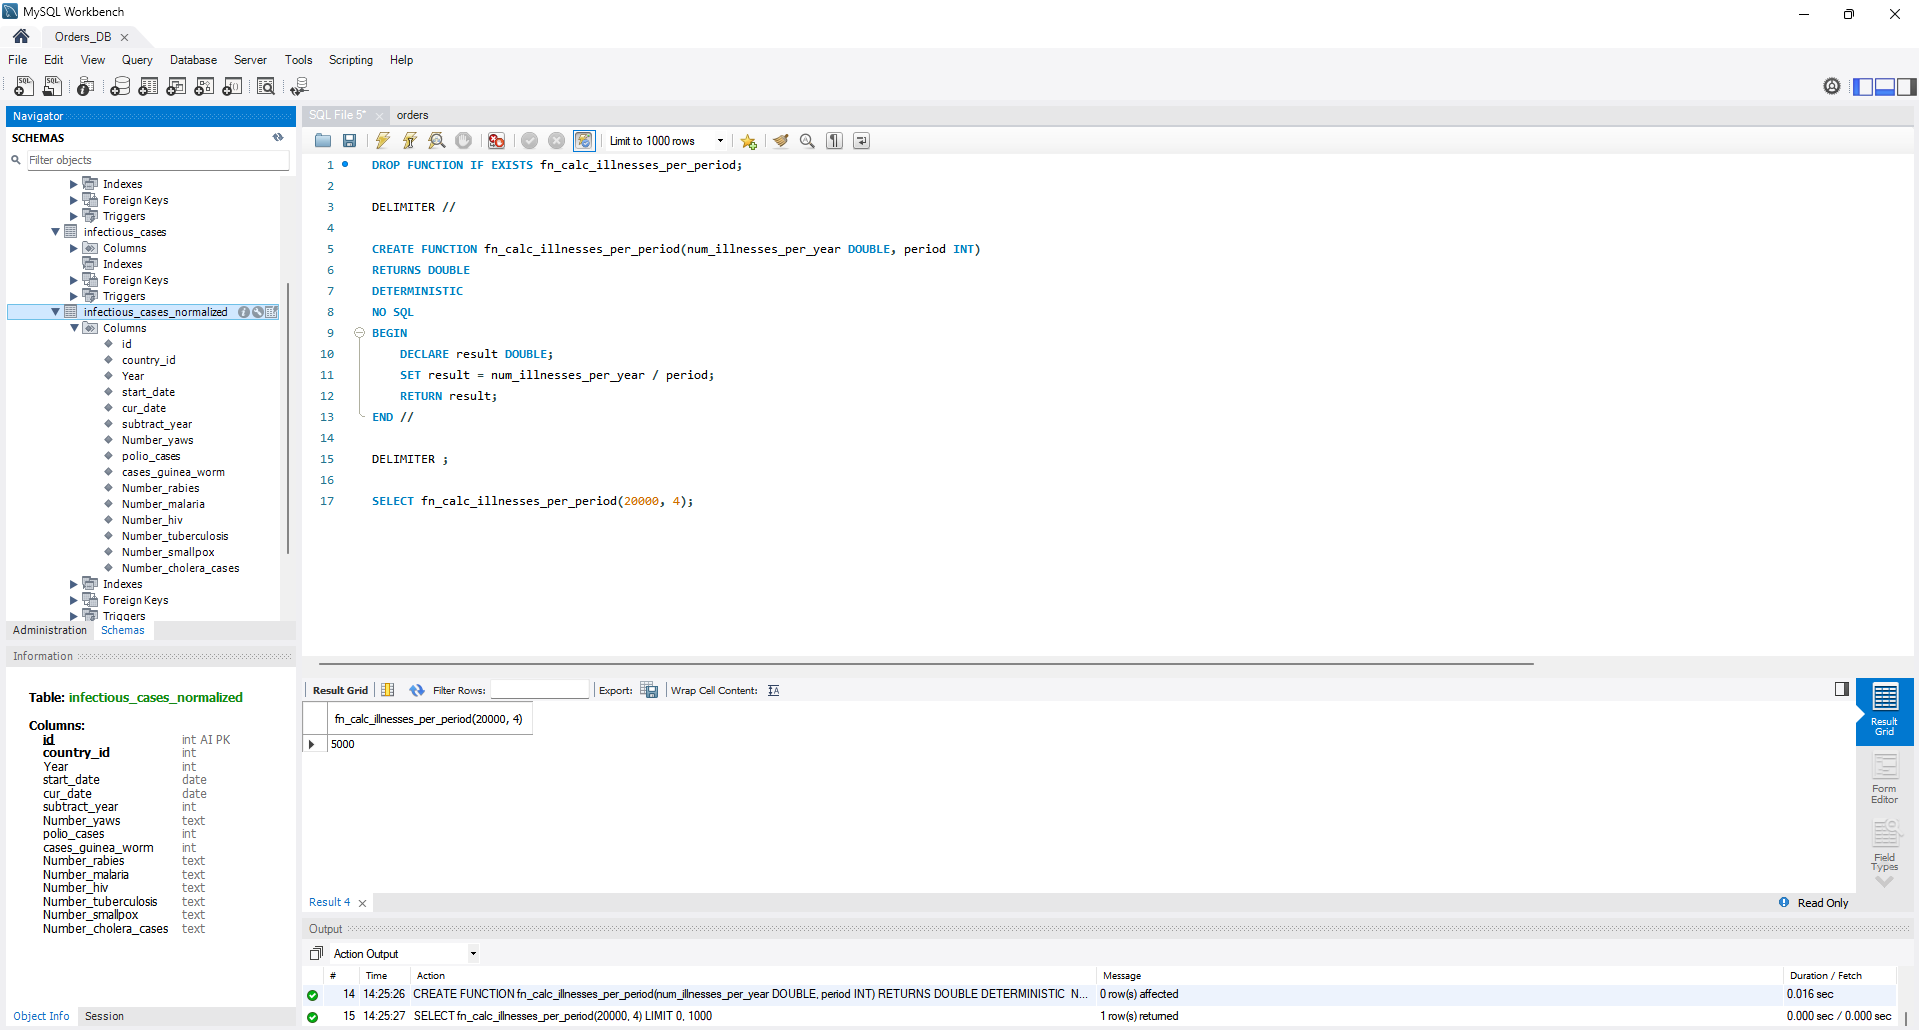 MySQL Workbench
Orders_DB
File Edit View Query Database Server Tools Scripting Help
Navigator
SCHEMAS
Filter objects
Indexes
Foreign Keys
Triggers
infectious_cases
Columns
Indexes
Foreign Keys
Triggers
infectious_cases_normalized
Columns
id
country_id
Year
start_date
cur_date
subtract_year
Number_yaws
polio_cases
cases_guinea_worm
Number_rabies
Number_malaria
Number_hiv
Number_tuberculosis
Number_smallpox
Number_cholera_cases
Indexes
Foreign Keys
Triggers
Administration Schemas
Information
Table: infectious_cases_normalized
Columns:
id int AI PK
country_id int
Year int
start_date date
cur_date date
subtract_year int
Number_yaws text
polio_cases int
cases_guinea_worm int
Number_rabies text
Number_malaria text
Number_hiv text
Number_tuberculosis text
Number_smallpox text
Number_cholera_cases text
Object Info Session
SQL File 5* orders
Limit to 1000 rows
1 DROP FUNCTION IF EXISTS fn_calc_illnesses_per_period;
2
3 DELIMITER //
4
5 CREATE FUNCTION fn_calc_illnesses_per_period(num_illnesses_per_year DOUBLE, period INT)
6 RETURNS DOUBLE
7 DETERMINISTIC
8 NO SQL
9 BEGIN
10 DECLARE result DOUBLE;
11 SET result = num_illnesses_per_year / period;
12 RETURN result;
13 END //
14
15 DELIMITER ;
16
17 SELECT fn_calc_illnesses_per_period(20000, 4);
Result Grid Filter Rows: Export: Wrap Cell Content:
fn_calc_illnesses_per_period(20000, 4)
5000
Result Grid
Form Editor
Field Types
Result 4
Read Only
Output
Action Output
# Time Action Message Duration / Fetch
14 14:25:26 CREATE FUNCTION fn_calc_illnesses_per_period(num_illnesses_per_year DOUBLE, period INT) RETURNS DOUBLE DETERMINISTIC N... 0 row(s) affected 0.016 sec
15 14:25:27 SELECT fn_calc_illnesses_per_period(20000, 4) LIMIT 0, 1000 1 row(s) returned 0.000 sec / 0.000 sec